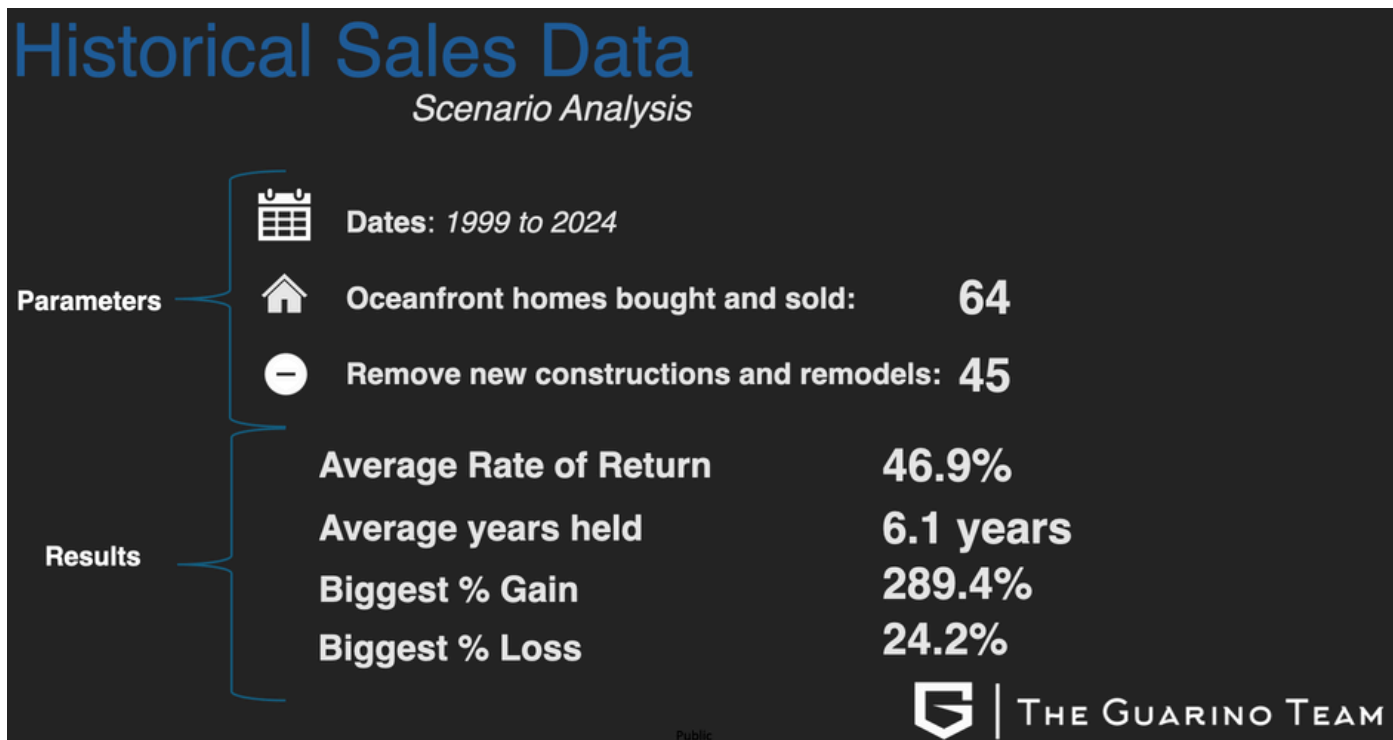 Historical Sales Data
Scenario Analysis
Parameters
Dates: 1999 to 2024
Oceanfront homes bought and sold: 64
Remove new constructions and remodels: 45
Results
Average Rate of Return 46.9%
Average years held 6.1 years
Biggest % Gain 289.4%
Biggest % Loss 24.2%
G | THE GUARINO TEAM
Public